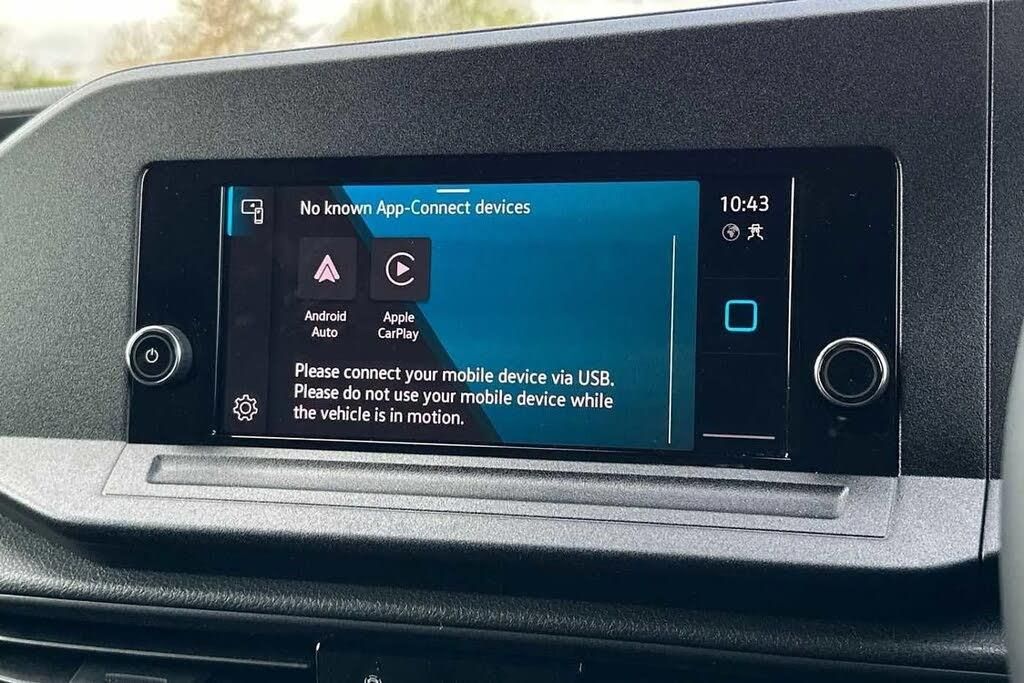 No known App-Connect devices
10:43
Android
Auto
Apple
CarPlay
Please connect your mobile device via USB.
Please do not use your mobile device while
the vehicle is in motion.